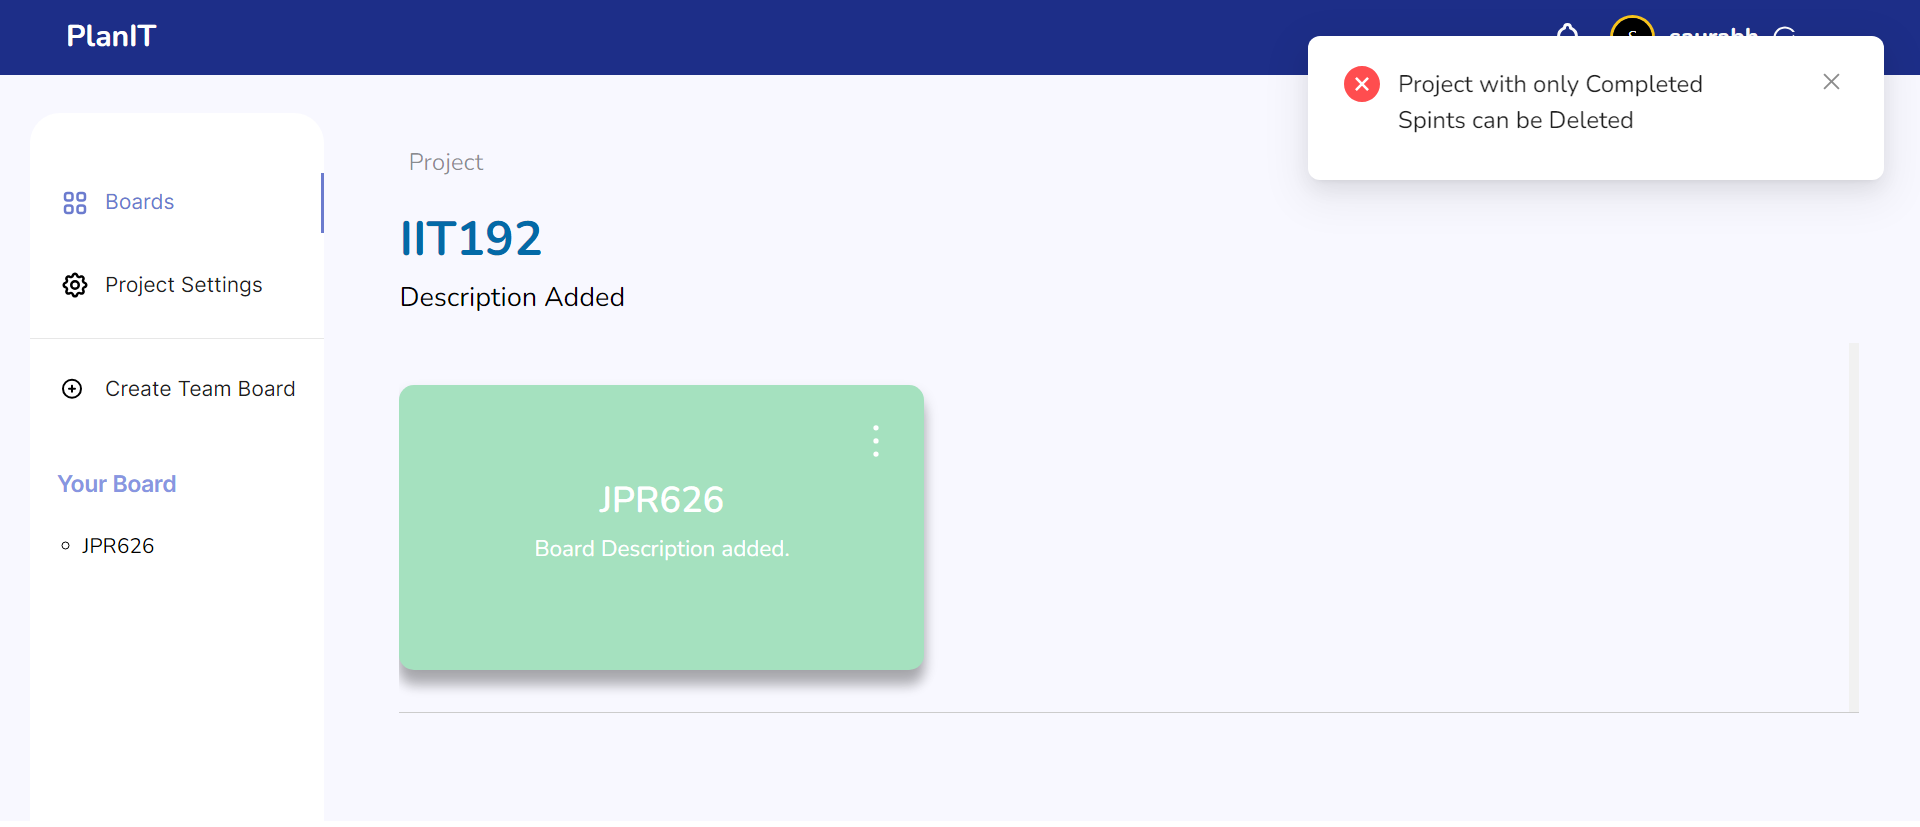 PlanIT
Project with only Completed
Spints can be Deleted
Boards
Project Settings
Create Team Board
Your Board
JPR626
Project
IIT192
Description Added
JPR626
Board Description added.